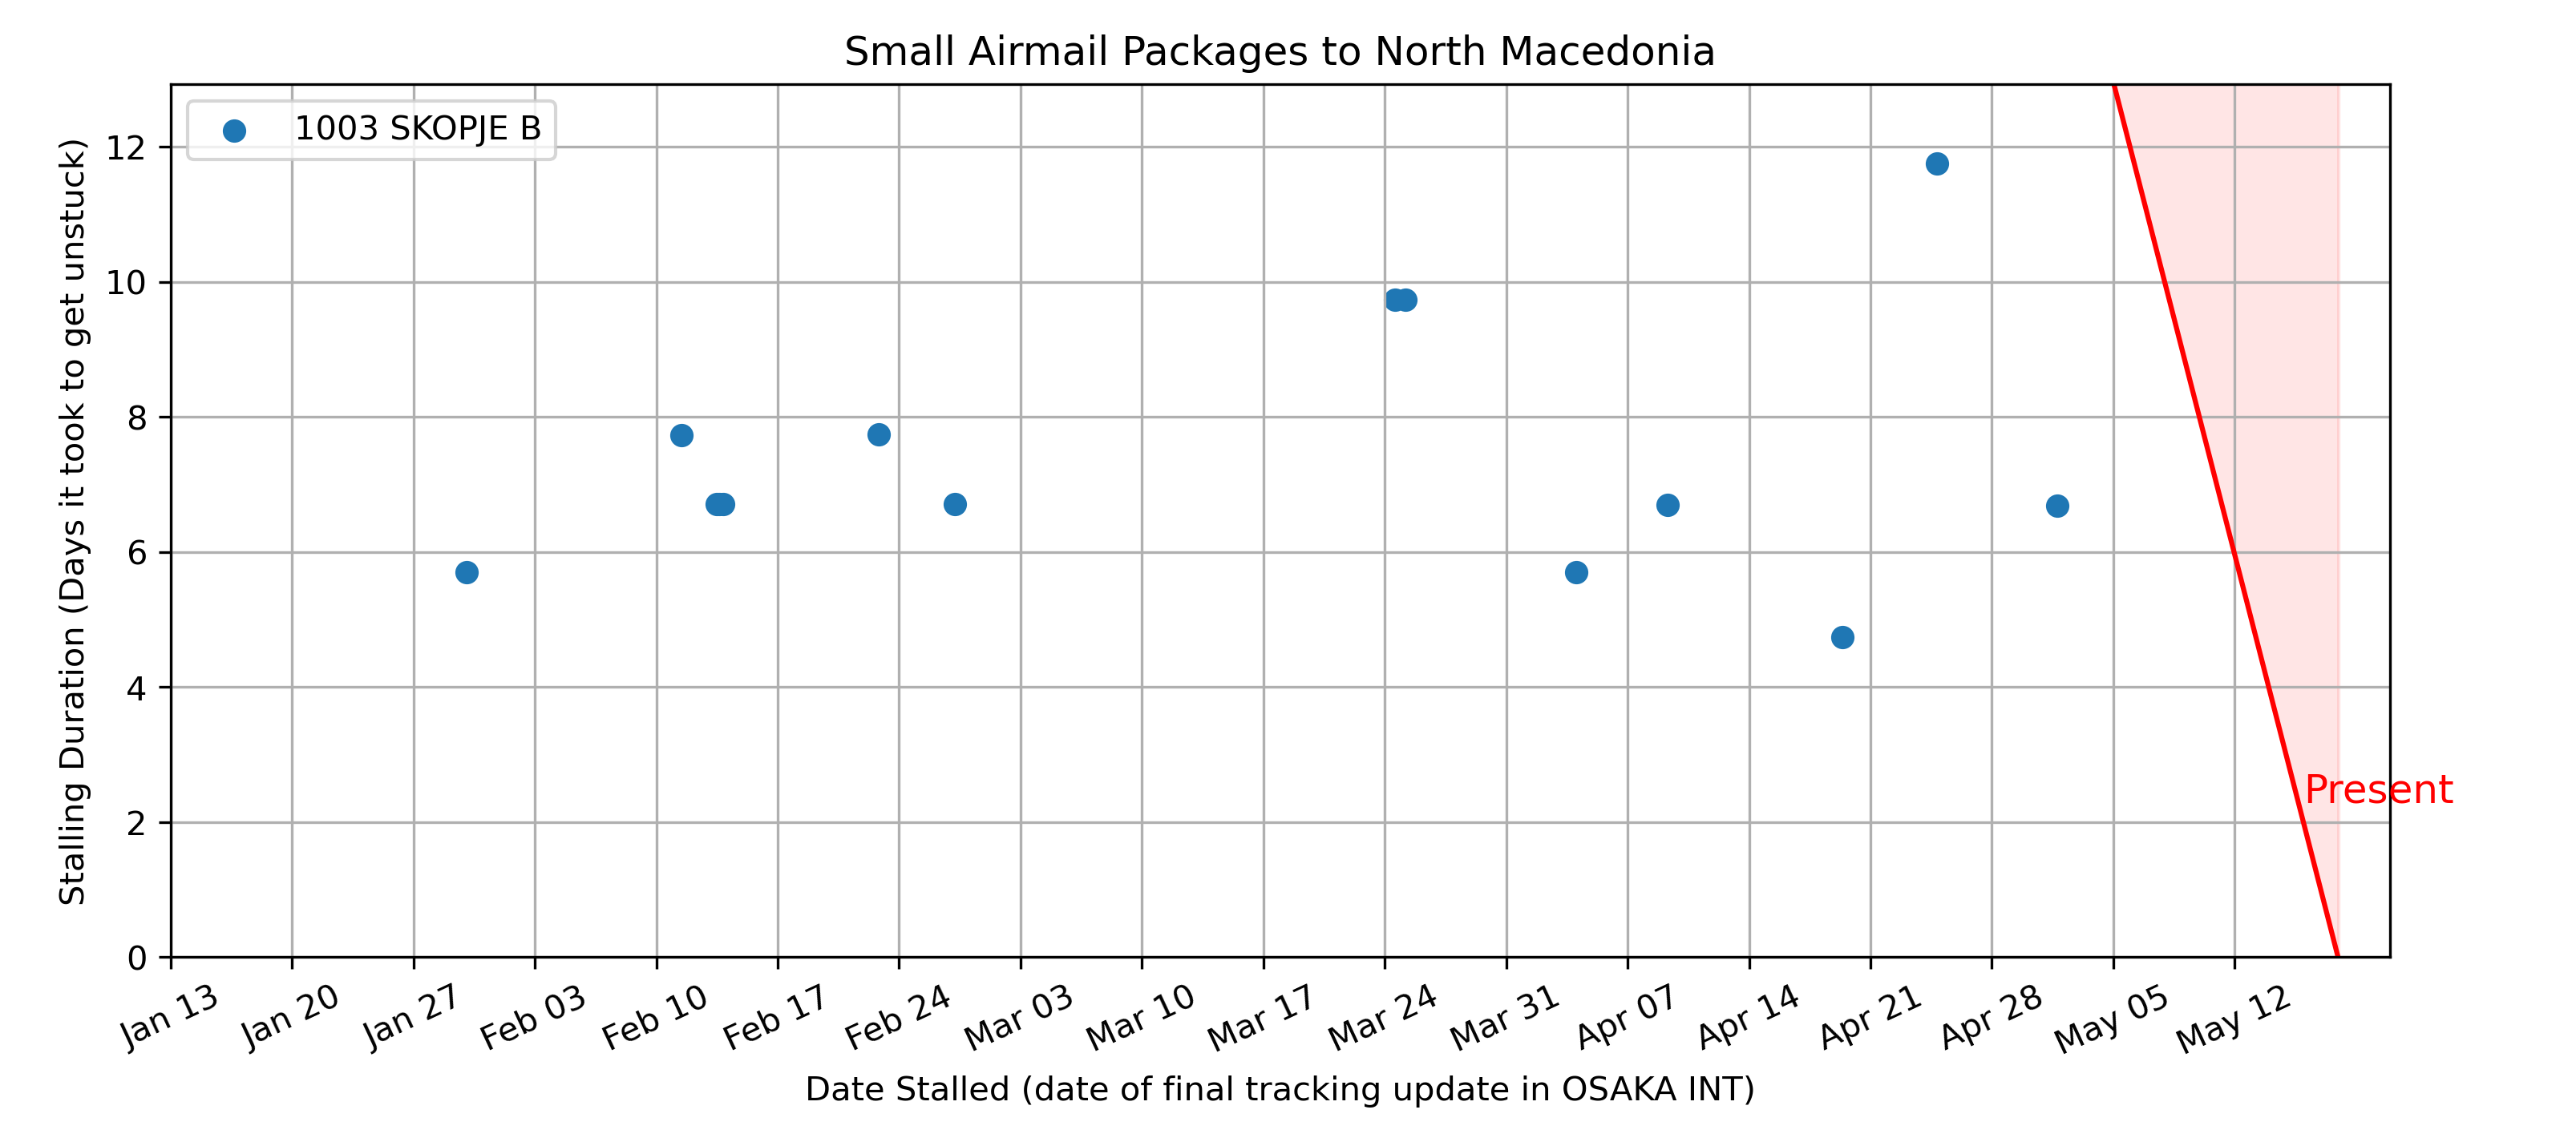 Small Airmail Packages to North Macedonia
1003 SKOPJE B
Stalling Duration (Days it took to get unstuck)
12
10
8
6
4
2
0
Present
Jan 13
Jan 20
Jan 27
Feb 03
Feb 10
Feb 17
Feb 24
Mar 03
Mar 10
Mar 17
Mar 24
Mar 31
Apr 07
Apr 14
Apr 21
Apr 28
May 05
May 12
Date Stalled (date of final tracking update in OSAKA INT)